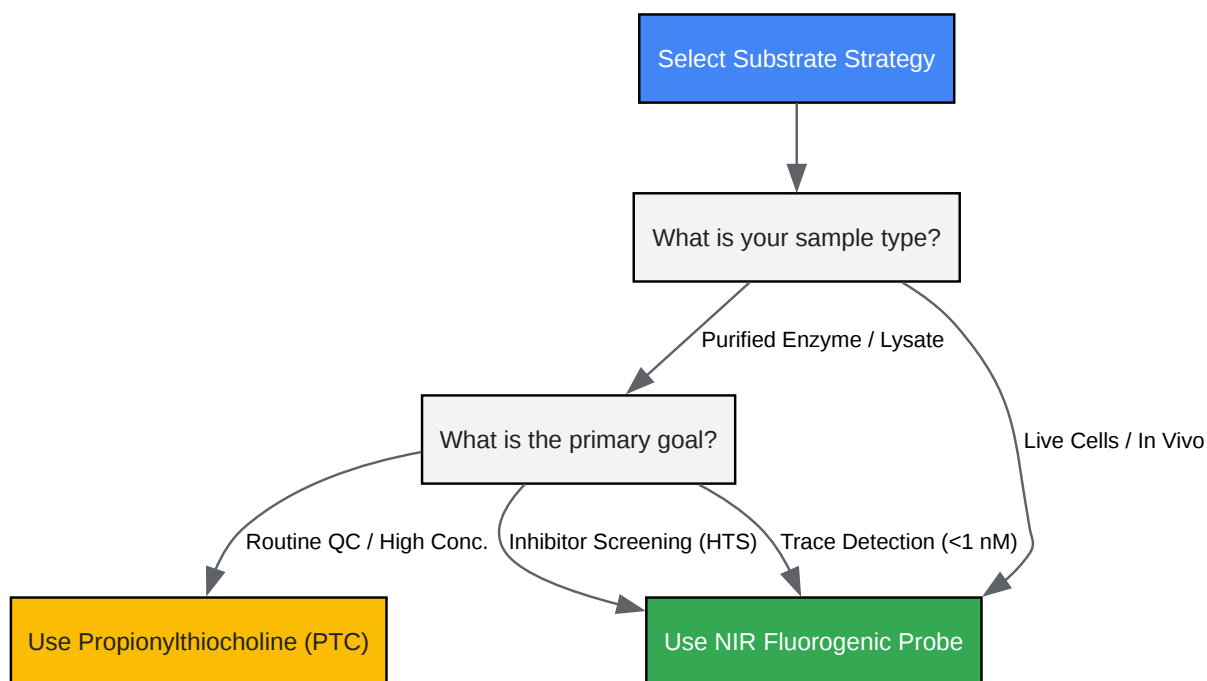 Select Substrate Strategy
What is your sample type?
Purified Enzyme / Lysate
What is the primary goal?
Live Cells / In Vivo
Routine QC / High Conc.
Inhibitor Screening (HTS)
Trace Detection (<1 nM)
Use Propionylthiocholine (PTC)
Use NIR Fluorogenic Probe